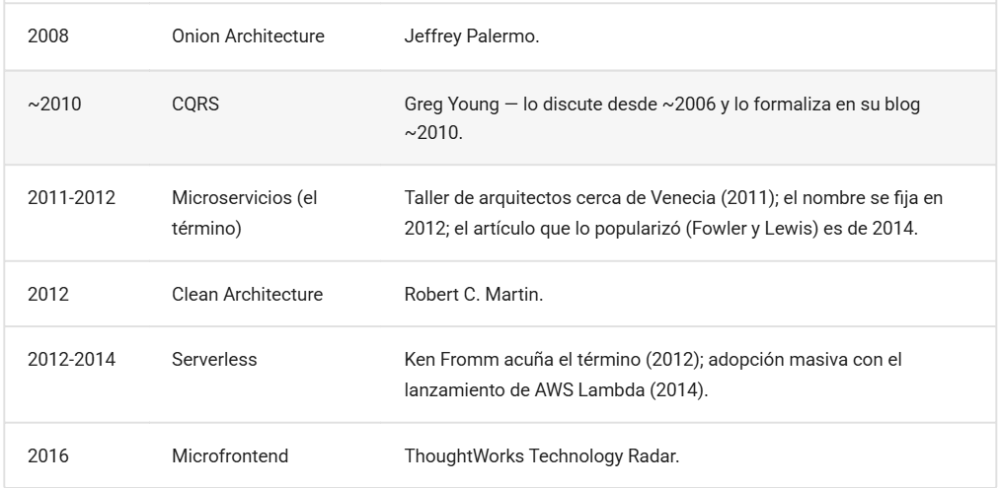 2008 Onion Architecture Jeffrey Palermo.
~2010 CQRS Greg Young — lo discute desde ~2006 y lo formaliza en su blog
~2010.
2011-2012 Microservicios (el Taller de arquitectos cerca de Venecia (2011); el nombre se fija en
término) 2012; el artículo que lo popularizó (Fowler y Lewis) es de 2014.
2012 Clean Architecture Robert C. Martin.
2012-2014 Serverless Ken Fromm acuña el término (2012); adopción masiva con el
lanzamiento de AWS Lambda (2014).
2016 Microfrontend ThoughtWorks Technology Radar.